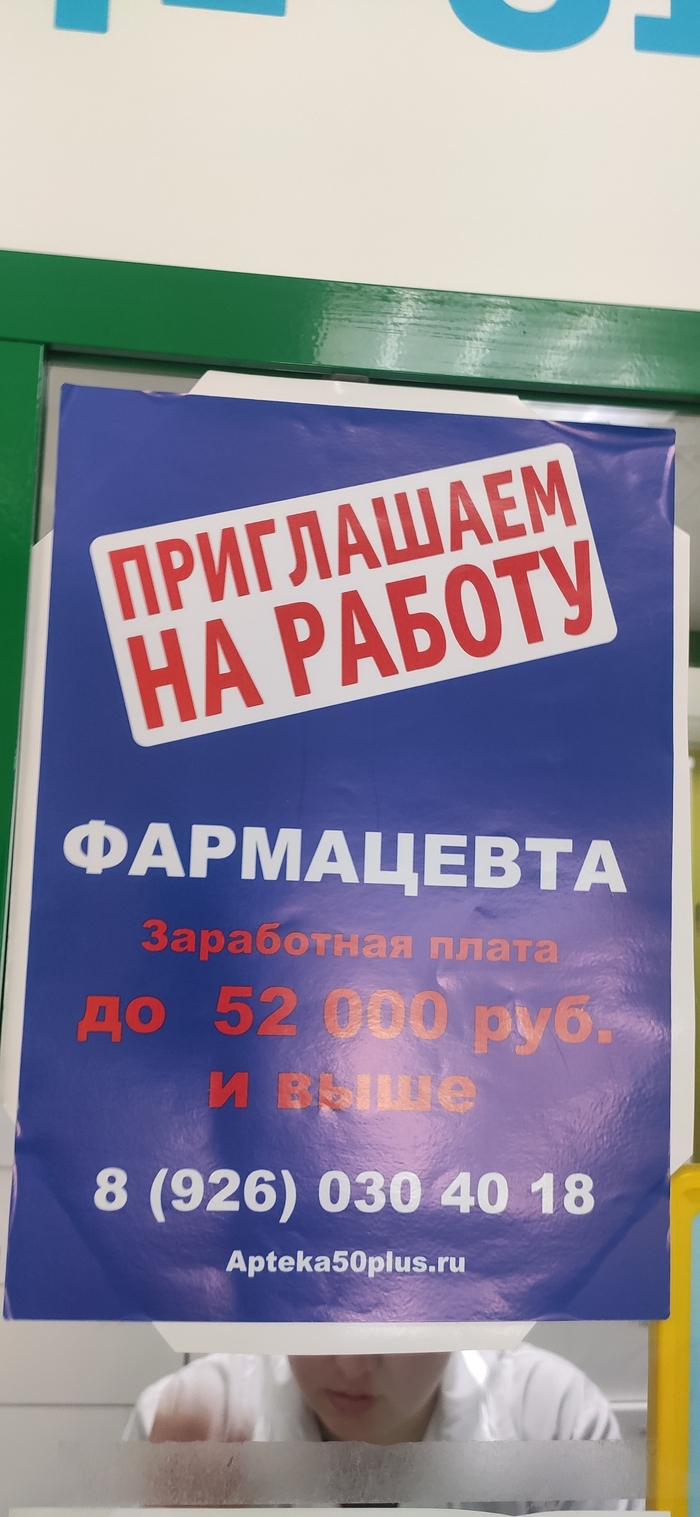 ПРИГЛАШАЕМ
НА РАБОТУ
ФАРМАЦЕВТА
Заработная плата
до 52 000 руб.
и выше
8 (926) 030 40 18
Apteka50plus.ru